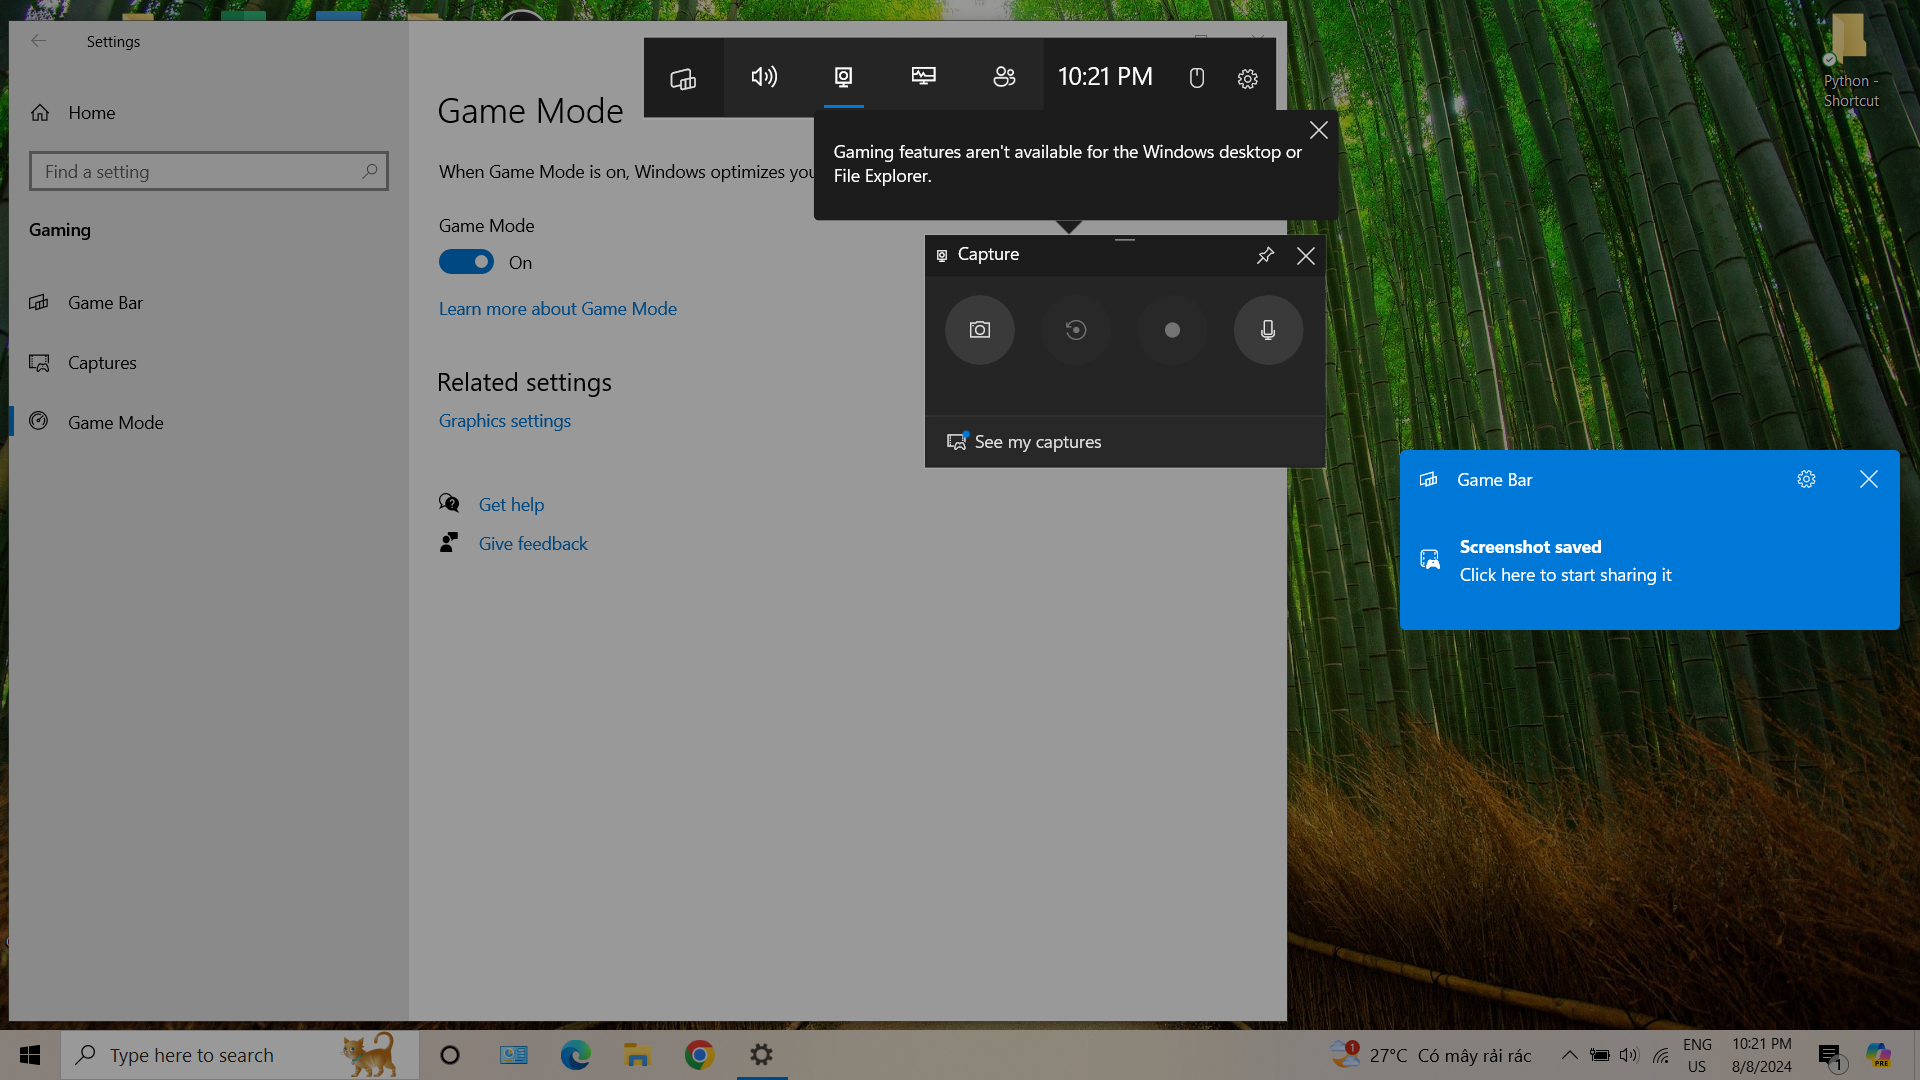 Settings
Home
Find a setting
Gaming
Game Bar
Captures
Game Mode
Game Mode
When Game Mode is on, Windows optimizes you
Game Mode
On
Learn more about Game Mode
Related settings
Graphics settings
Get help
Give feedback
10:21 PM
Gaming features aren't available for the Windows desktop or
File Explorer.
Capture
See my captures
Python -
Shortcut
Game Bar
Screenshot saved
Click here to start sharing it
Type here to search
1
27°C Có mây rải rác
ENG
US
10:21 PM
8/8/2024
1
PRE